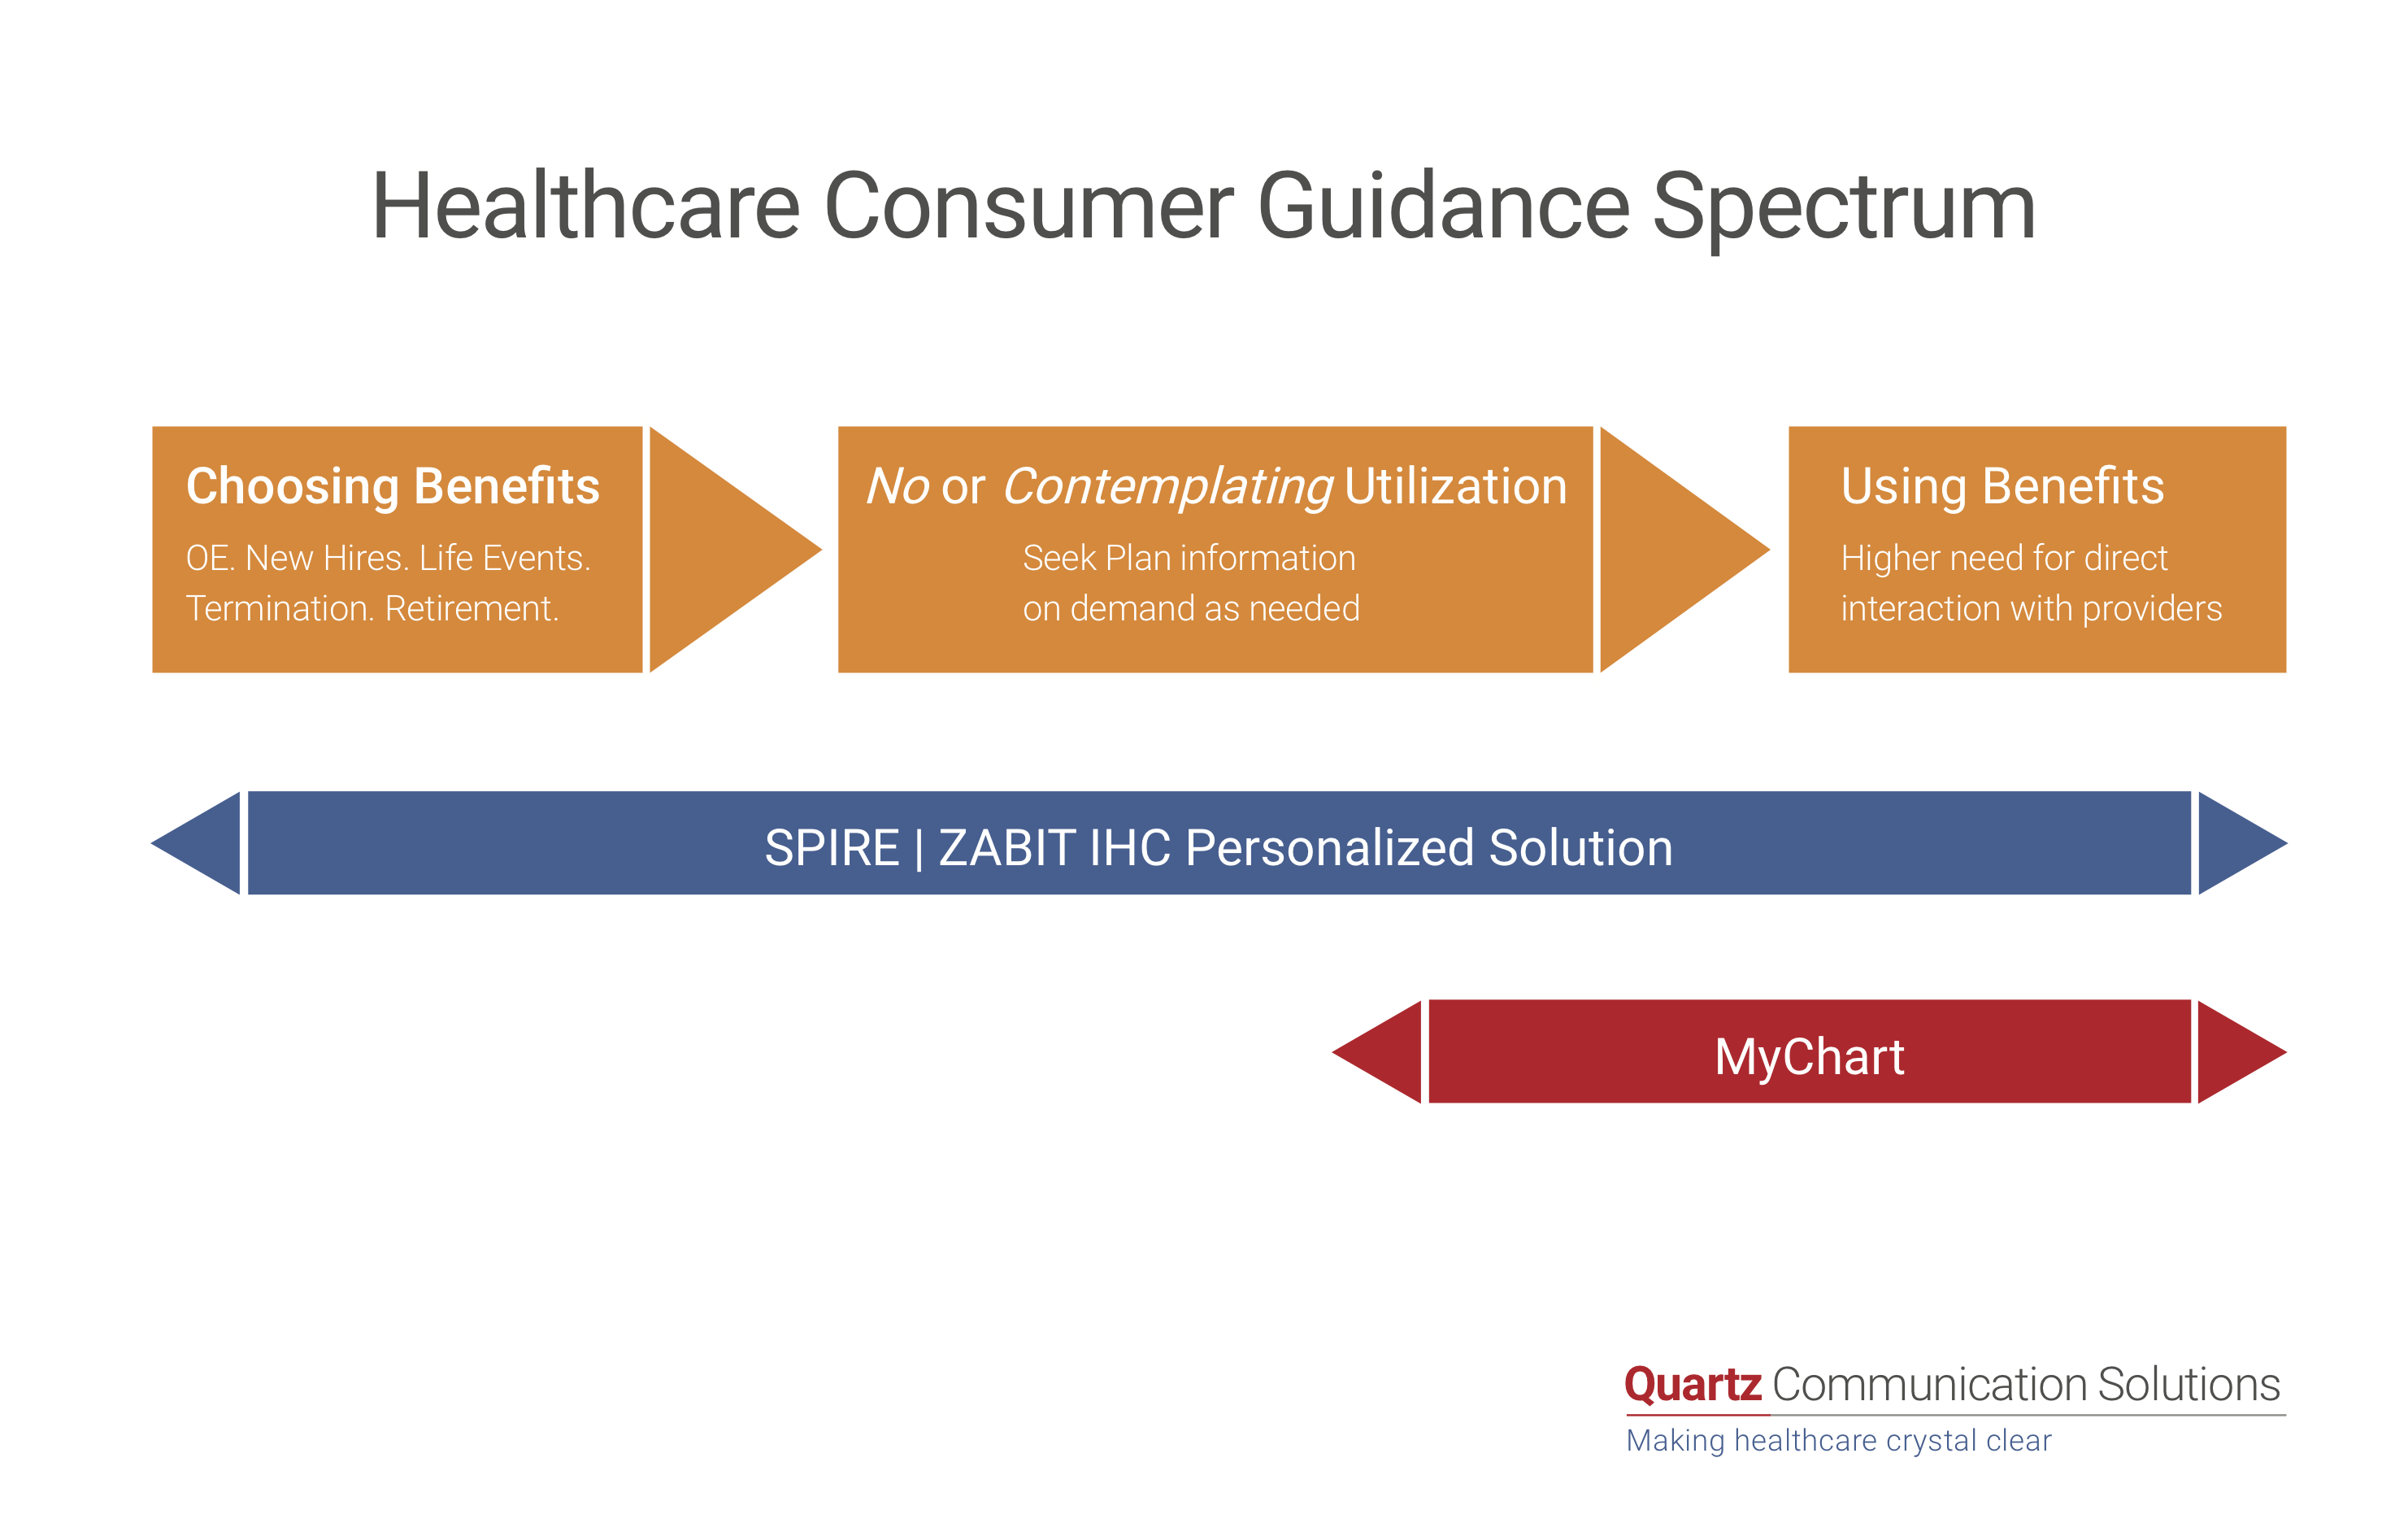 Healthcare Consumer Guidance Spectrum
Choosing Benefits
OE. New Hires. Life Events.
Termination. Retirement.
No or Contemplating Utilization
Seek Plan information
on demand as needed
Using Benefits
Higher need for direct
interaction with providers
SPIRE | ZABIT IHC Personalized Solution
MyChart
Quartz Communication Solutions
Making healthcare crystal clear